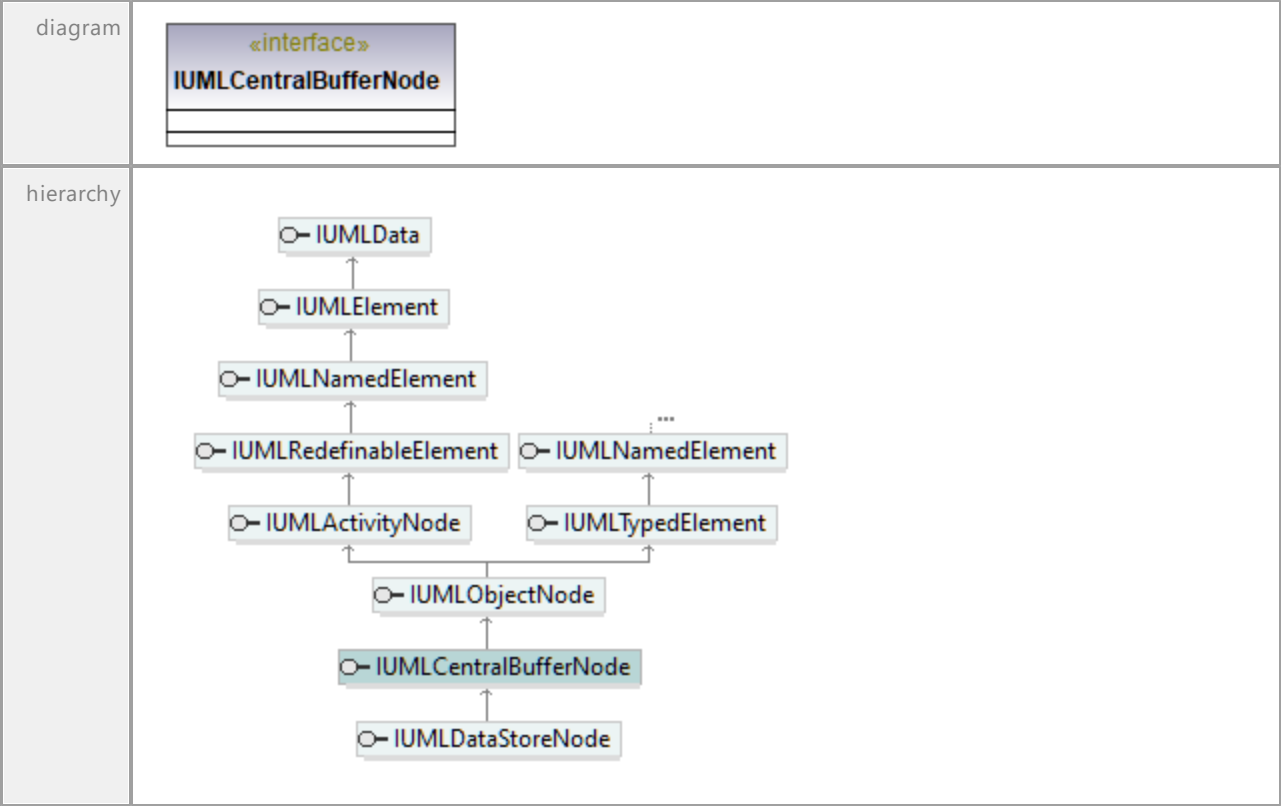 diagram
«interface»
IUMLCentralBufferNode
hierarchy
IUMLData
IUMLElement
IUMLNamedElement
...
IUMLRedefinableElement IUMLNamedElement
IUMLActivityNode IUMLTypedElement
IUMLObjectNode
IUMLCentralBufferNode
IUMLDataStoreNode